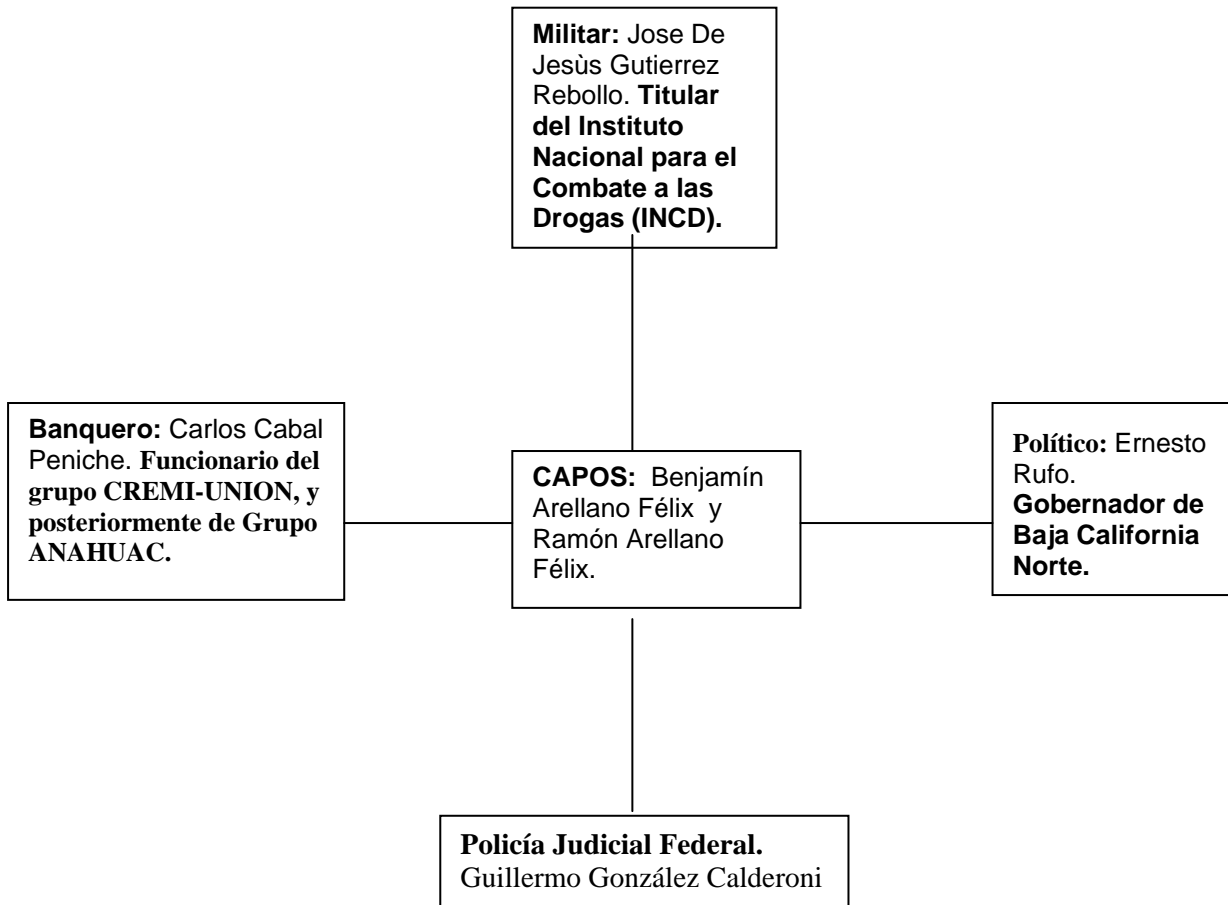 Militar: Jose De
Jesùs Gutierrez
Rebollo. Titular
del Instituto
Nacional para el
Combate a las
Drogas (INCD).
Banquero: Carlos Cabal
Peniche. Funcionario del
grupo CREMI-UNION, y
posteriormente de Grupo
ANAHUAC.
CAPOS: Benjamín
Arellano Félix y
Ramón Arellano
Félix.
Político: Ernesto
Rufo.
Gobernador de
Baja California
Norte.
Policía Judicial Federal.
Guillermo González Calderoni